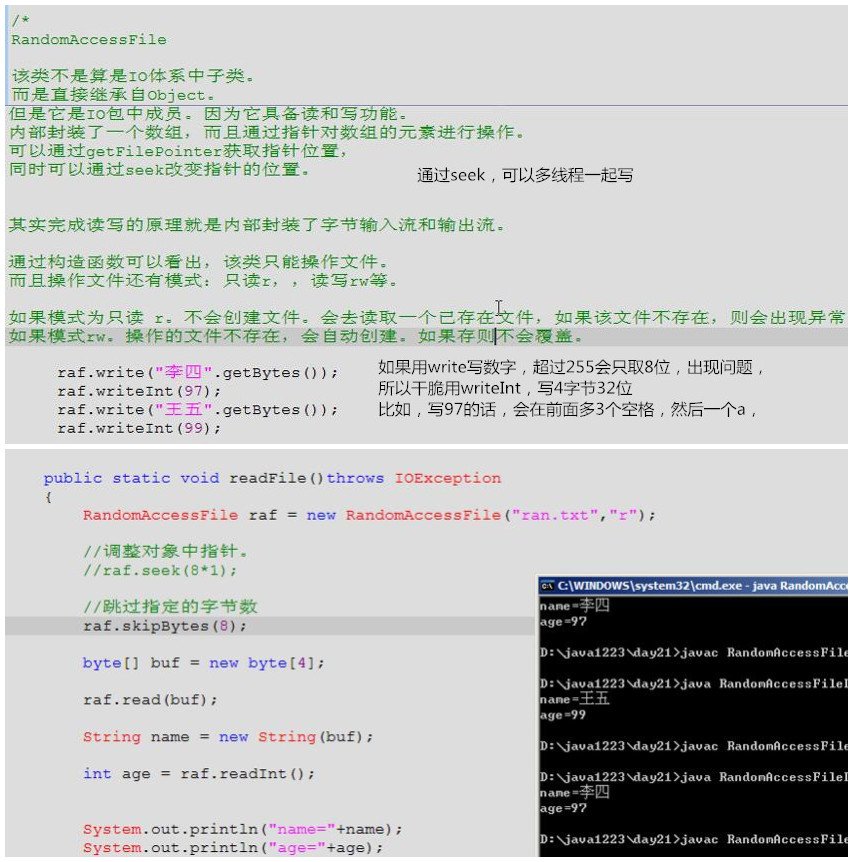 /*
RandomAccessFile
该类不是算是IO体系中子类。
而是直接继承自Object。
但是它是IO包中成员。因为它具备读和写功能。
内部封装了一个数组，而且通过指针对数组的元素进行操作。
可以通过getFilePointer获取指针位置，
同时可以通过seek改变指针的位置。
通过seek，可以多线程一起写
其实完成读写的原理就是内部封装了字节输入流和输出流。
通过构造函数可以看出，该类只能操作文件。
而且操作文件还有模式：只读r，，读写rw等。
如果模式为只读 r。不会创建文件。会去读取一个已存在文件，如果该文件不存在，则会出现异常
如果模式rw。操作的文件不存在，会自动创建。如果存则不会覆盖。
raf.write("李四".getBytes());
raf.writeInt(97);
raf.write("王五".getBytes());
raf.writeInt(99);
如果用write写数字，超过255会只取8位，出现问题，
所以干脆用writeInt，写4字节32位
比如，写97的话，会在前面多3个空格，然后一个a，
public static void readFile()throws IOException
{
RandomAccessFile raf = new RandomAccessFile("ran.txt","r");
//调整对象中指针。
//raf.seek(8*1);
//跳过指定的字节数
raf.skipBytes(8);
byte[] buf = new byte[4];
raf.read(buf);
String name = new String(buf);
int age = raf.readInt();
System.out.println("name="+name);
System.out.println("age="+age);
C:\WINDOWS\system32\cmd.exe - java RandomAcce
name=李四
age=97
D:\java1223\day21>javac RandomAccessFile
D:\java1223\day21>java RandomAccessFileD
name=王五
age=99
D:\java1223\day21>javac RandomAccessFile
D:\java1223\day21>java RandomAccessFileD
name=李四
age=97
D:\java1223\day21>javac RandomAccessFile